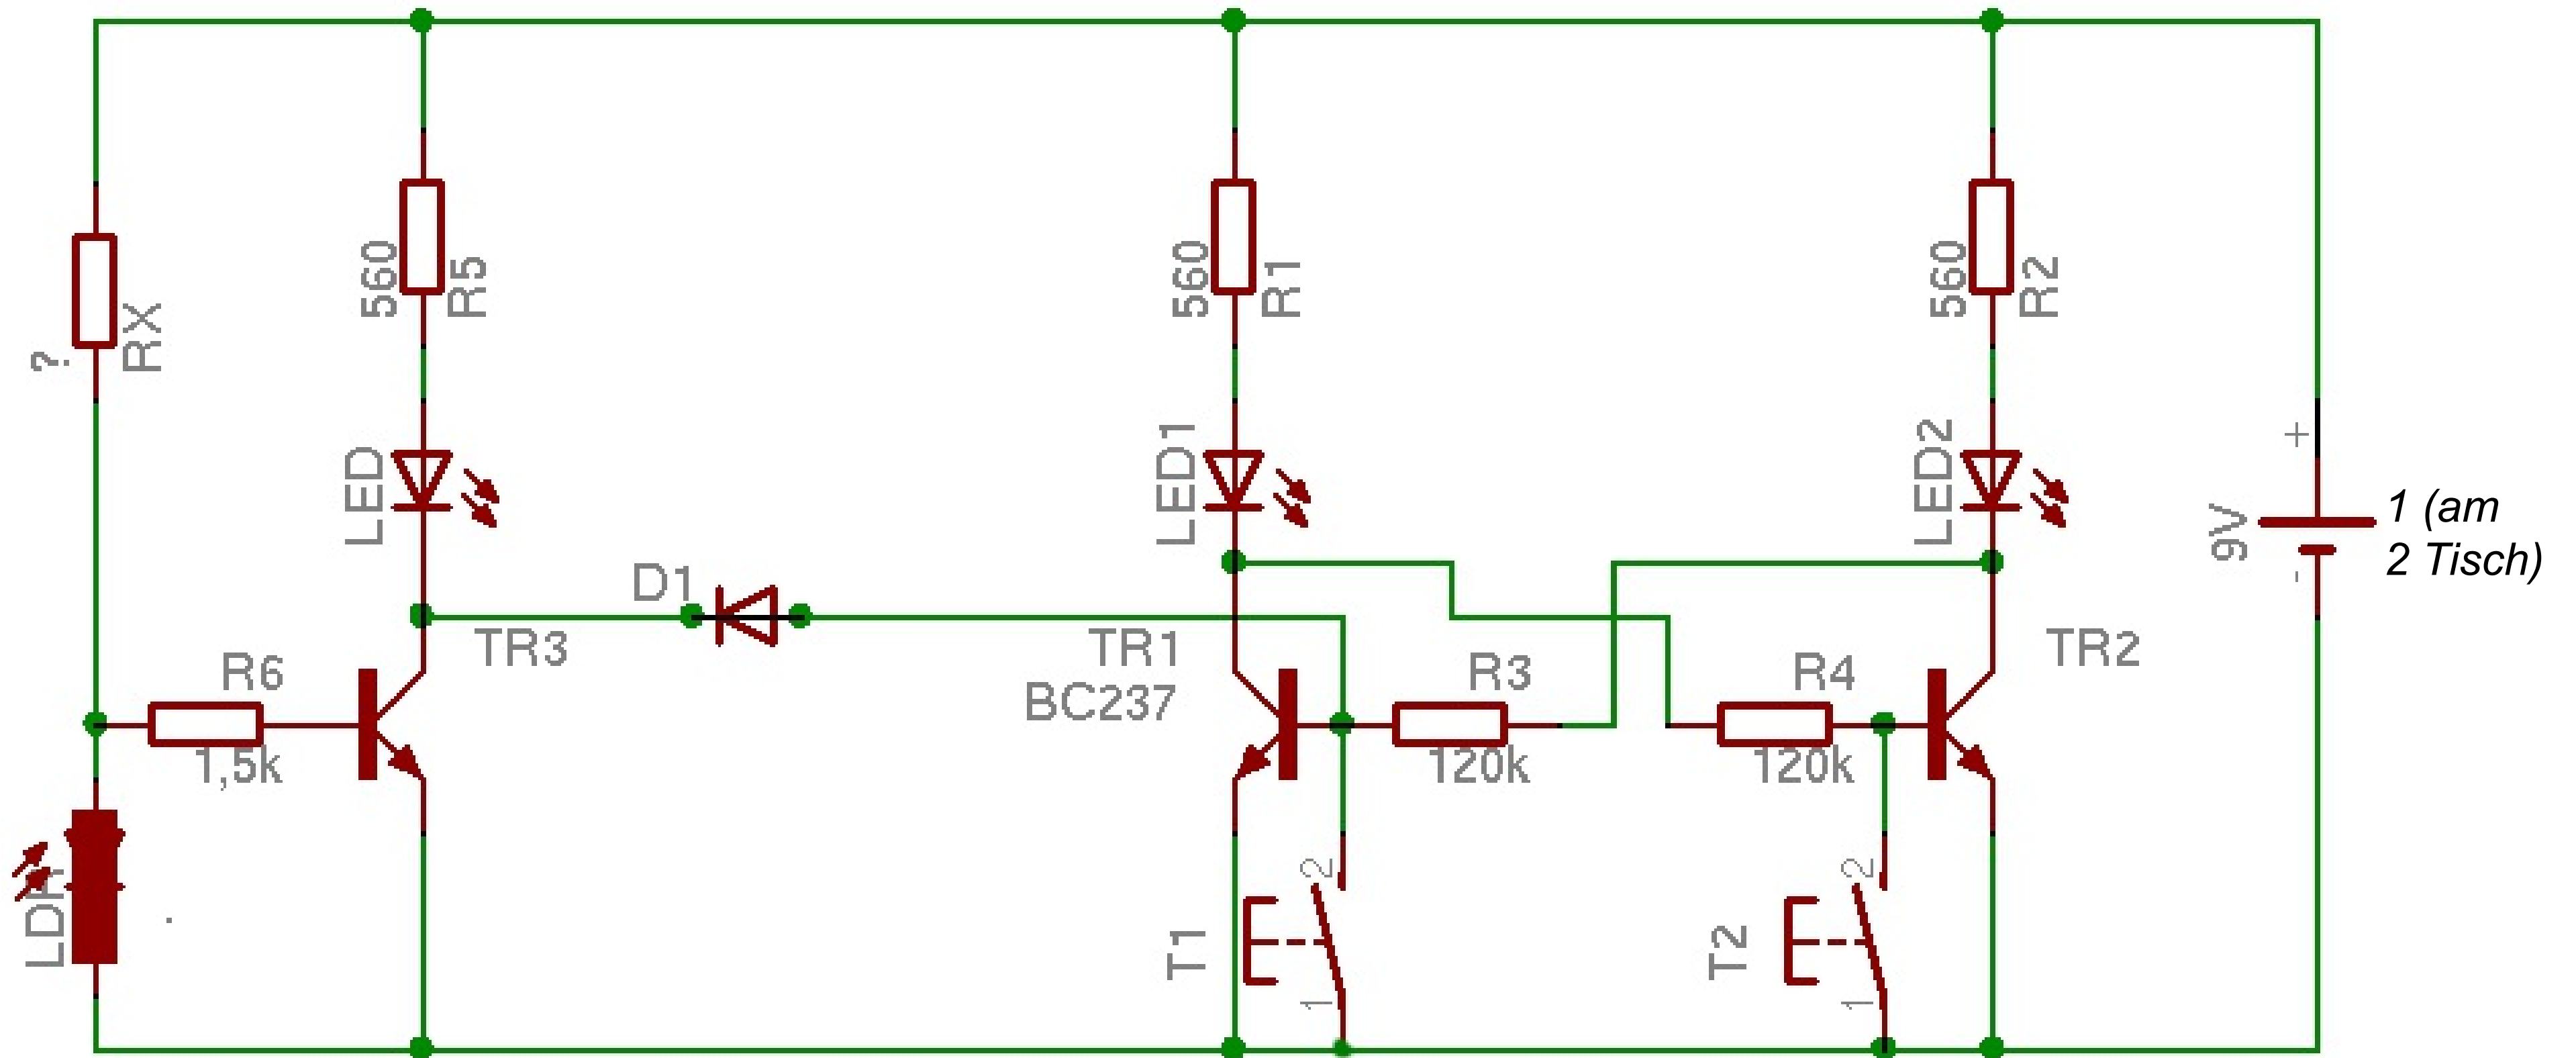 ?
RX
560
R5
560
R1
560
R2
LED
LED1
LED2
+
9V
-
1 (am
2 Tisch)
D1
TR3
TR1
BC237
TR2
R6
1,5k
R3
120k
R4
120k
LDR
T1
2
1
T2
2
1